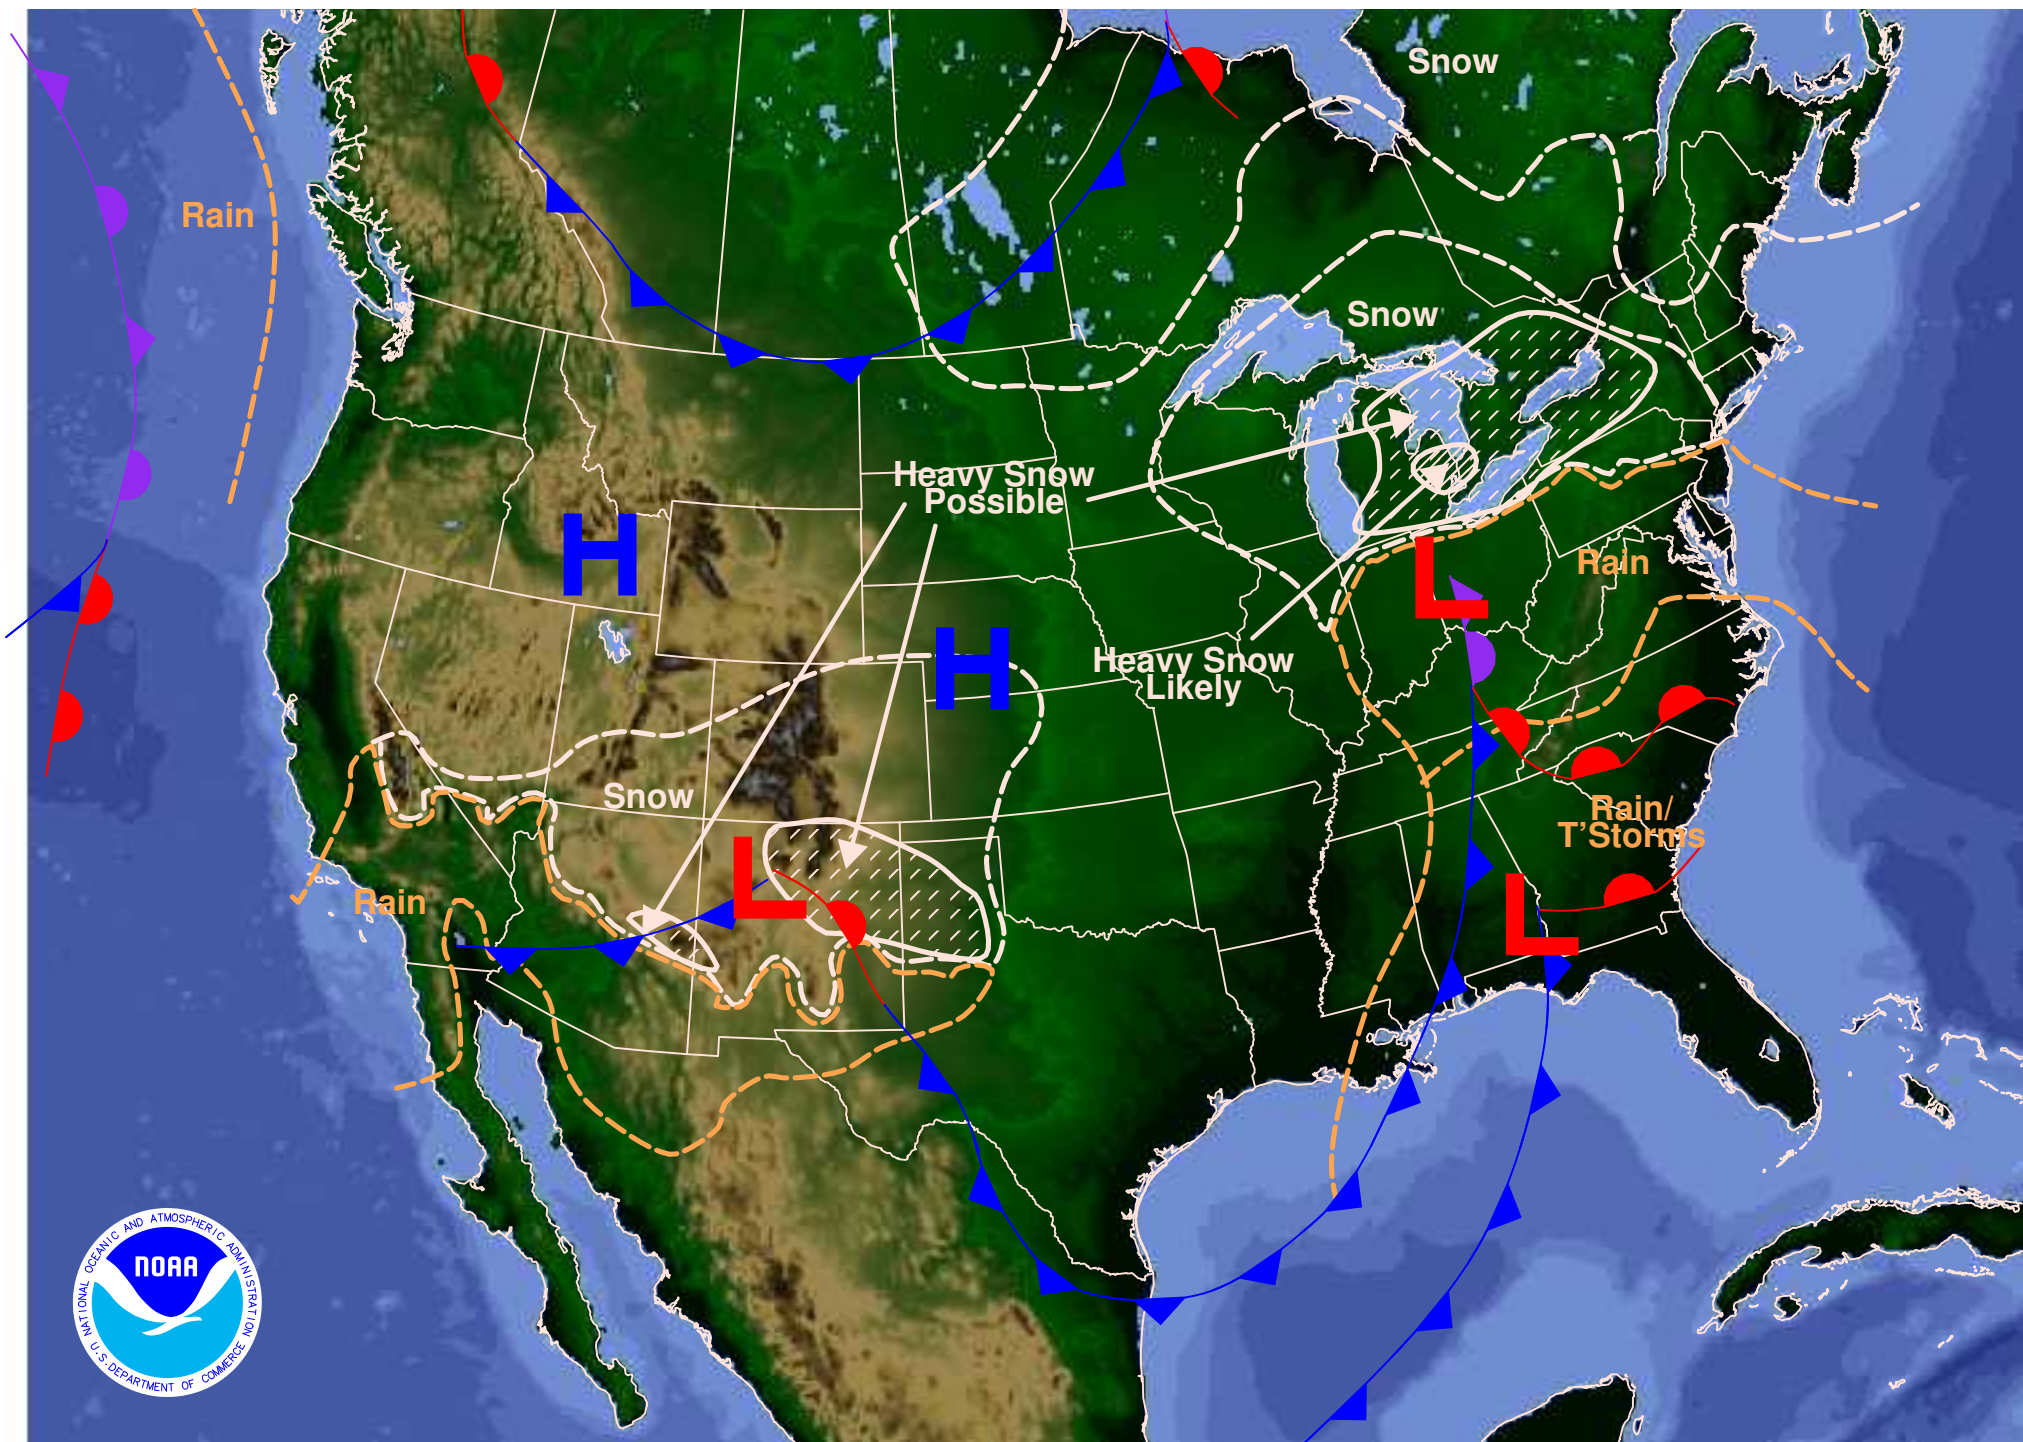 Snow
Rain
Snow
Heavy Snow
Possible
Rain
Heavy Snow
Likely
Snow
Rain/
T'Storms
Rain
H
H
L
L
L
NATIONAL OCEANIC AND ATMOSPHERIC ADMINISTRATION
NOAA
U.S. DEPARTMENT OF COMMERCE